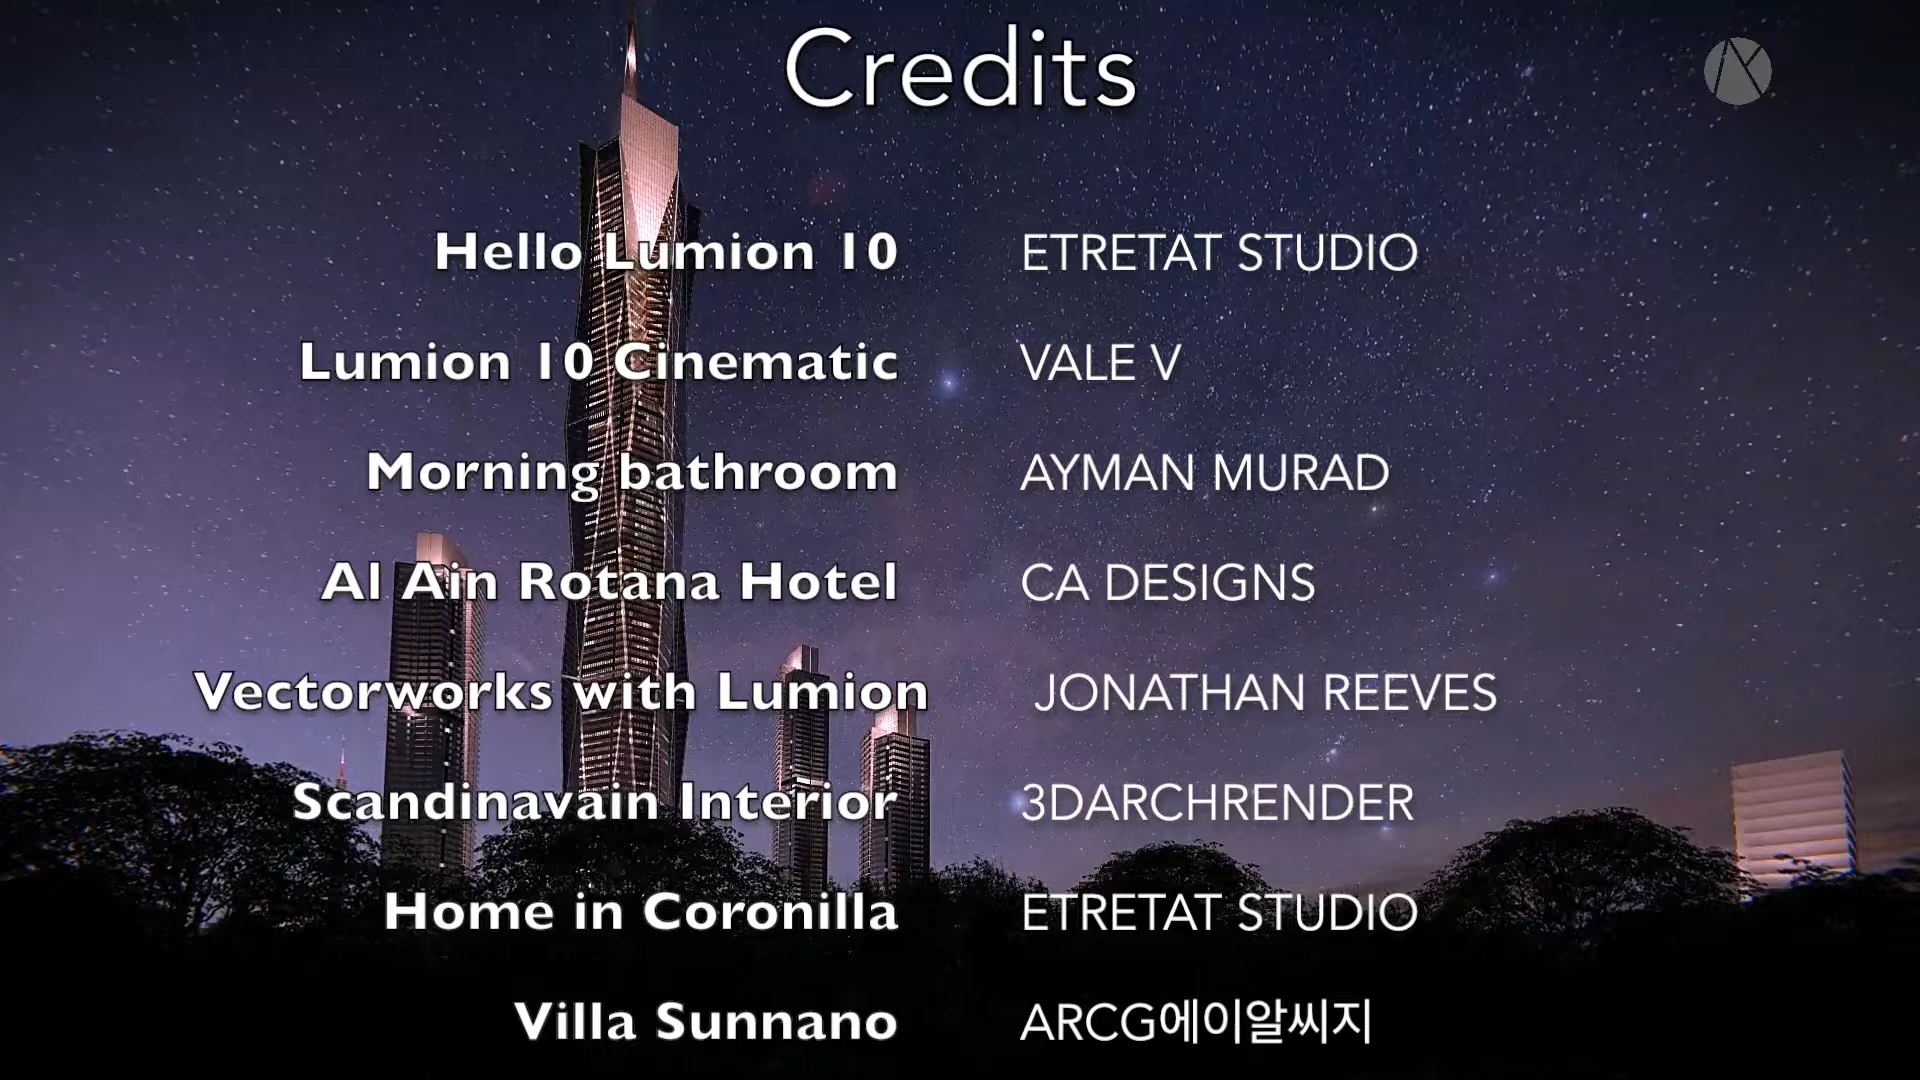 Credits
Hello Lumion 10 ETRETAT STUDIO
Lumion 10 Cinematic VALE V
Morning bathroom AYMAN MURAD
Al Ain Rotana Hotel CA DESIGNS
Vectorworks with Lumion JONATHAN REEVES
Scandinavain Interior 3DARCHRENDER
Home in Coronilla ETRETAT STUDIO
Villa Sunnano ARCG에이알씨지